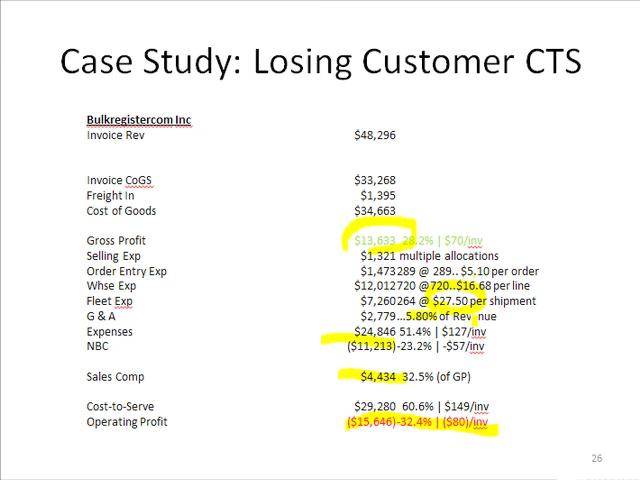 Case Study: Losing Customer CTS
Bulkregistercom Inc
Invoice Rev $48,296
Invoice CoGS $33,268
Freight In $1,395
Cost of Goods $34,663
Gross Profit $13,633 28.2% | $70/inv
Selling Exp $1,321 multiple allocations
Order Entry Exp $1,473 289 @ 289.. $5.10 per order
Whse Exp $12,012 720 @ 720..$16.68 per line
Fleet Exp $7,260 264 @ $27.50 per shipment
G & A $2,779 ...5.80% of Revenue
Expenses $24,846 51.4% | $127/inv
NBC ($11,213) -23.2% | -$57/inv
Sales Comp $4,434 32.5% (of GP)
Cost-to-Serve $29,280 60.6% | $149/inv
Operating Profit ($15,646) -32.4% | ($80)/inv
26